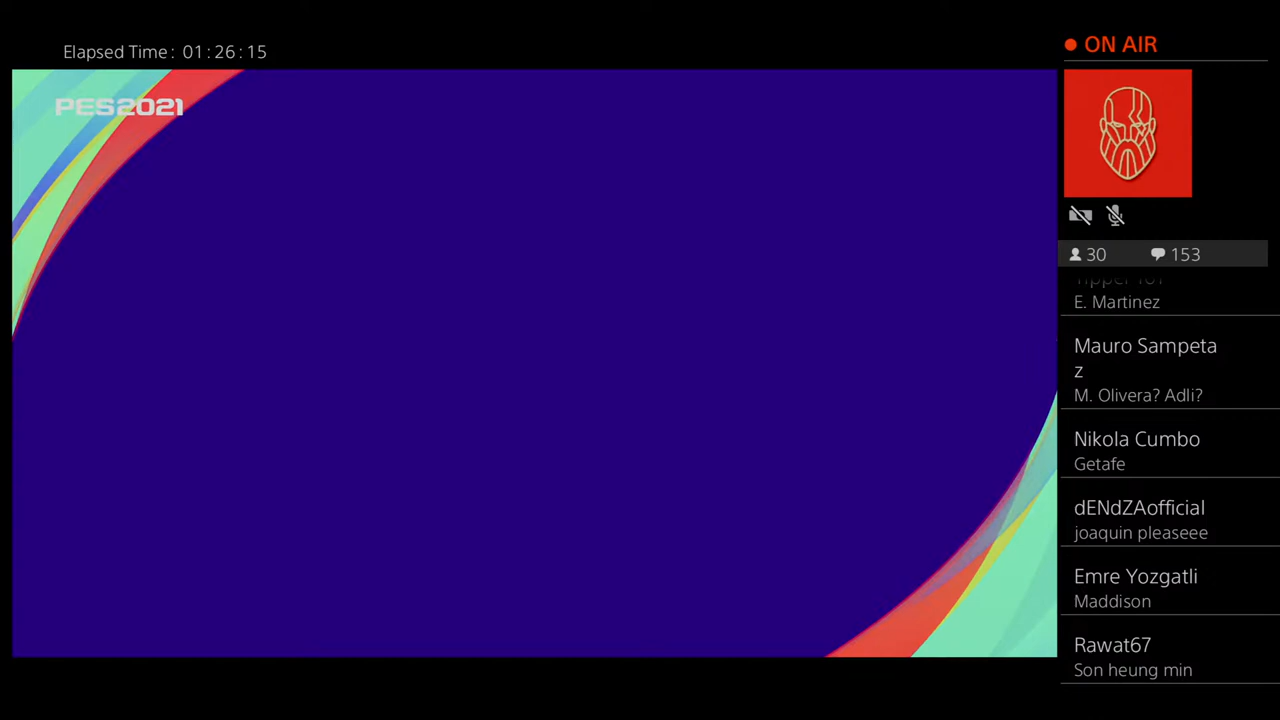 Elapsed Time: 01:26:15
ON AIR
PES2021
30 153
E. Martinez
Mauro Sampeta
z
M. Olivera? Adli?
Nikola Cumbo
Getafe
dENdZAofficial
joaquin pleaseee
Emre Yozgatli
Maddison
Rawat67
Son heung min